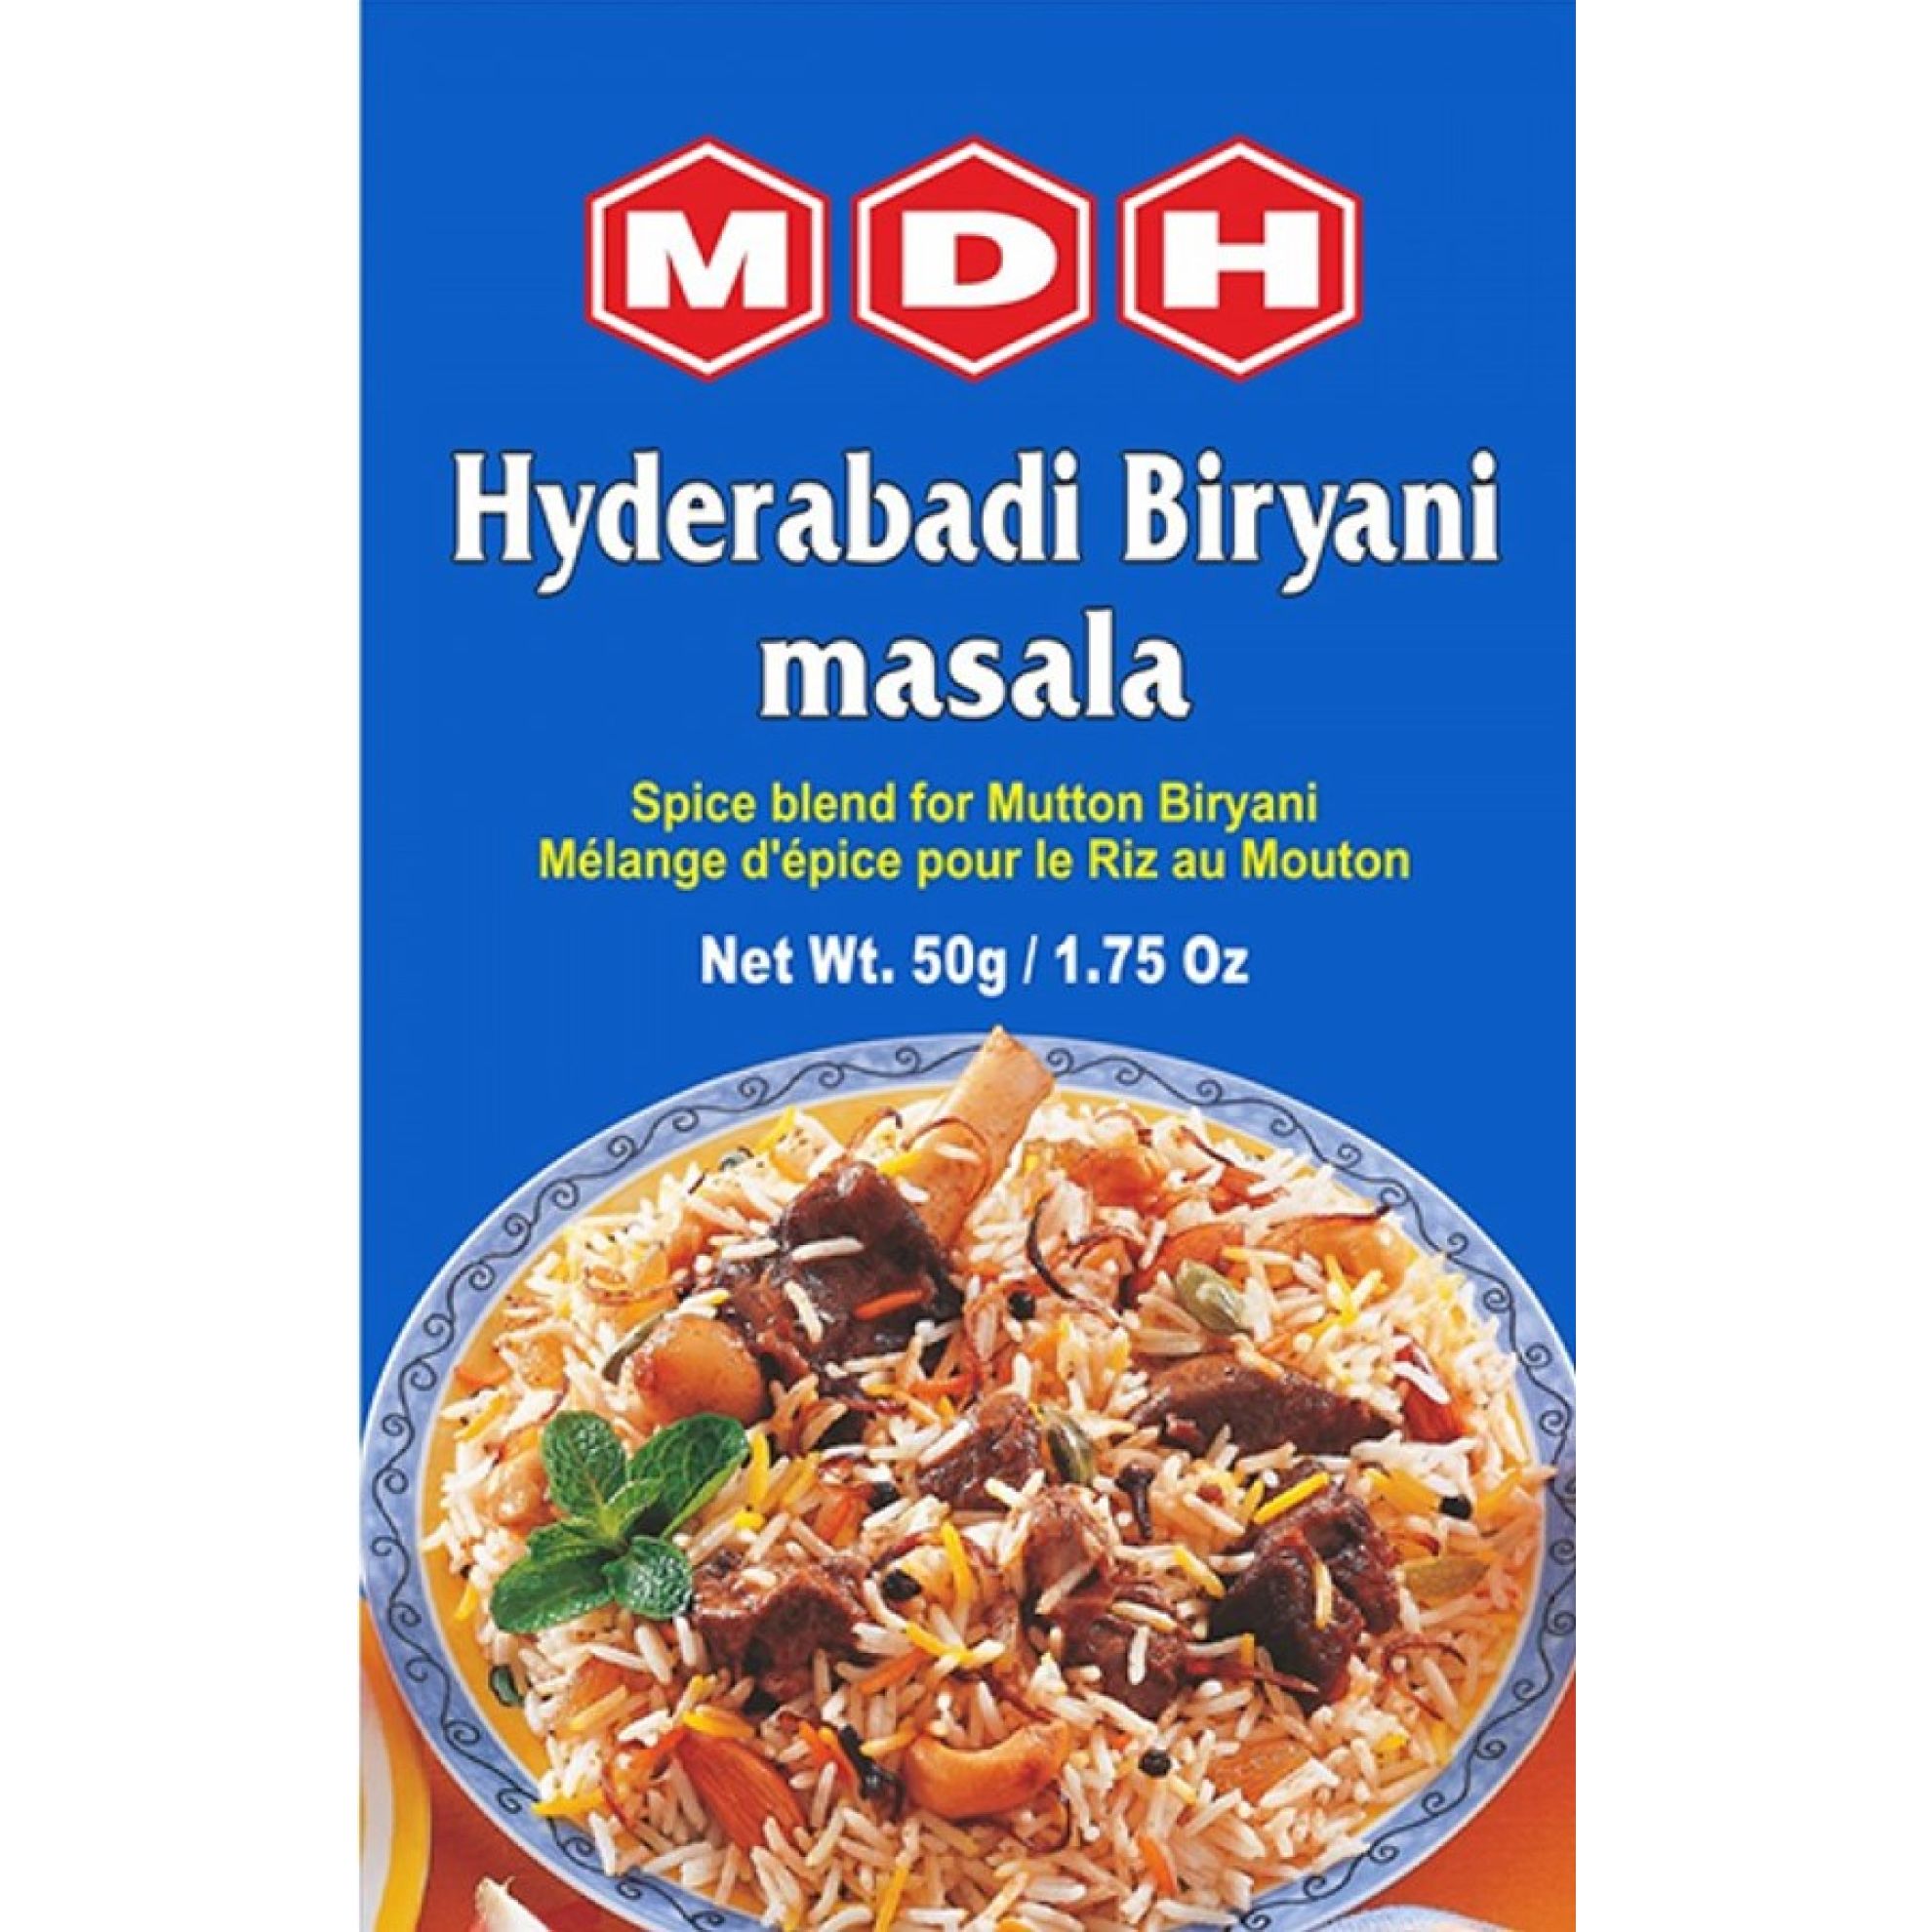 MDH
Hyderabadi Biryani
masala
Spice blend for Mutton Biryani
Mélange d'épice pour le Riz au Mouton
Net Wt. 50g / 1.75 Oz